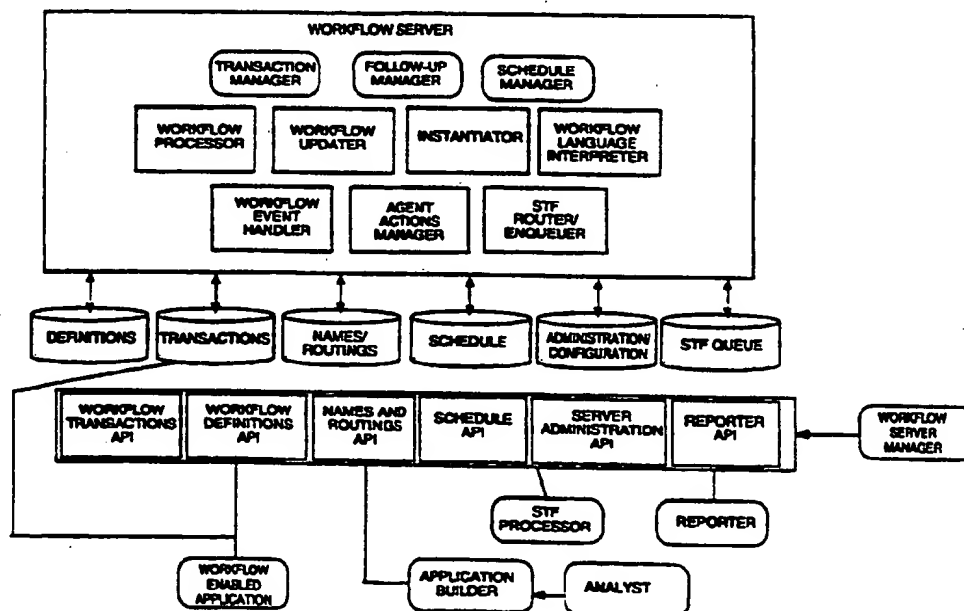 WORKFLOW SERVER
TRANSACTION
MANAGER
FOLLOW-UP
MANAGER
SCHEDULE
MANAGER
WORKFLOW
PROCESSOR
WORKFLOW
UPDATER
INSTANTIATOR
WORKFLOW
LANGUAGE
INTERPRETER
WORKFLOW
EVENT
HANDLER
AGENT
ACTIONS
MANAGER
STF
ROUTER/
ENQUEUER
DEFINITIONS
TRANSACTIONS
NAMES/
ROUTINGS
SCHEDULE
ADMINISTRATION/
CONFIGURATION
STF QUEUE
WORKFLOW
TRANSACTIONS
API
WORKFLOW
DEFINITIONS
API
NAMES AND
ROUTINGS
API
SCHEDULE
API
SERVER
ADMINISTRATION
API
REPORTER
API
WORKFLOW
SERVER
MANAGER
STF
PROCESSOR
REPORTER
WORKFLOW
ENABLED
APPLICATION
APPLICATION
BUILDER
ANALYST